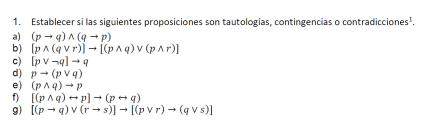 1. Establecer si las siguientes proposiciones son tautologías, contingencias o contradicciones¹.
a) (p → q) ∧ (q → p)
b) [p ∧ (q ∨ r)] → [(p ∧ q) ∨ (p ∧ r)]
c) [p ∨ ¬q] → q
d) p → (p ∨ q)
e) (p ∧ q) → p
f) [(p ∧ q) ↔ p] → (p ↔ q)
g) [(p → q) ∨ (r → s)] → [(p ∨ r) → (q ∨ s)]